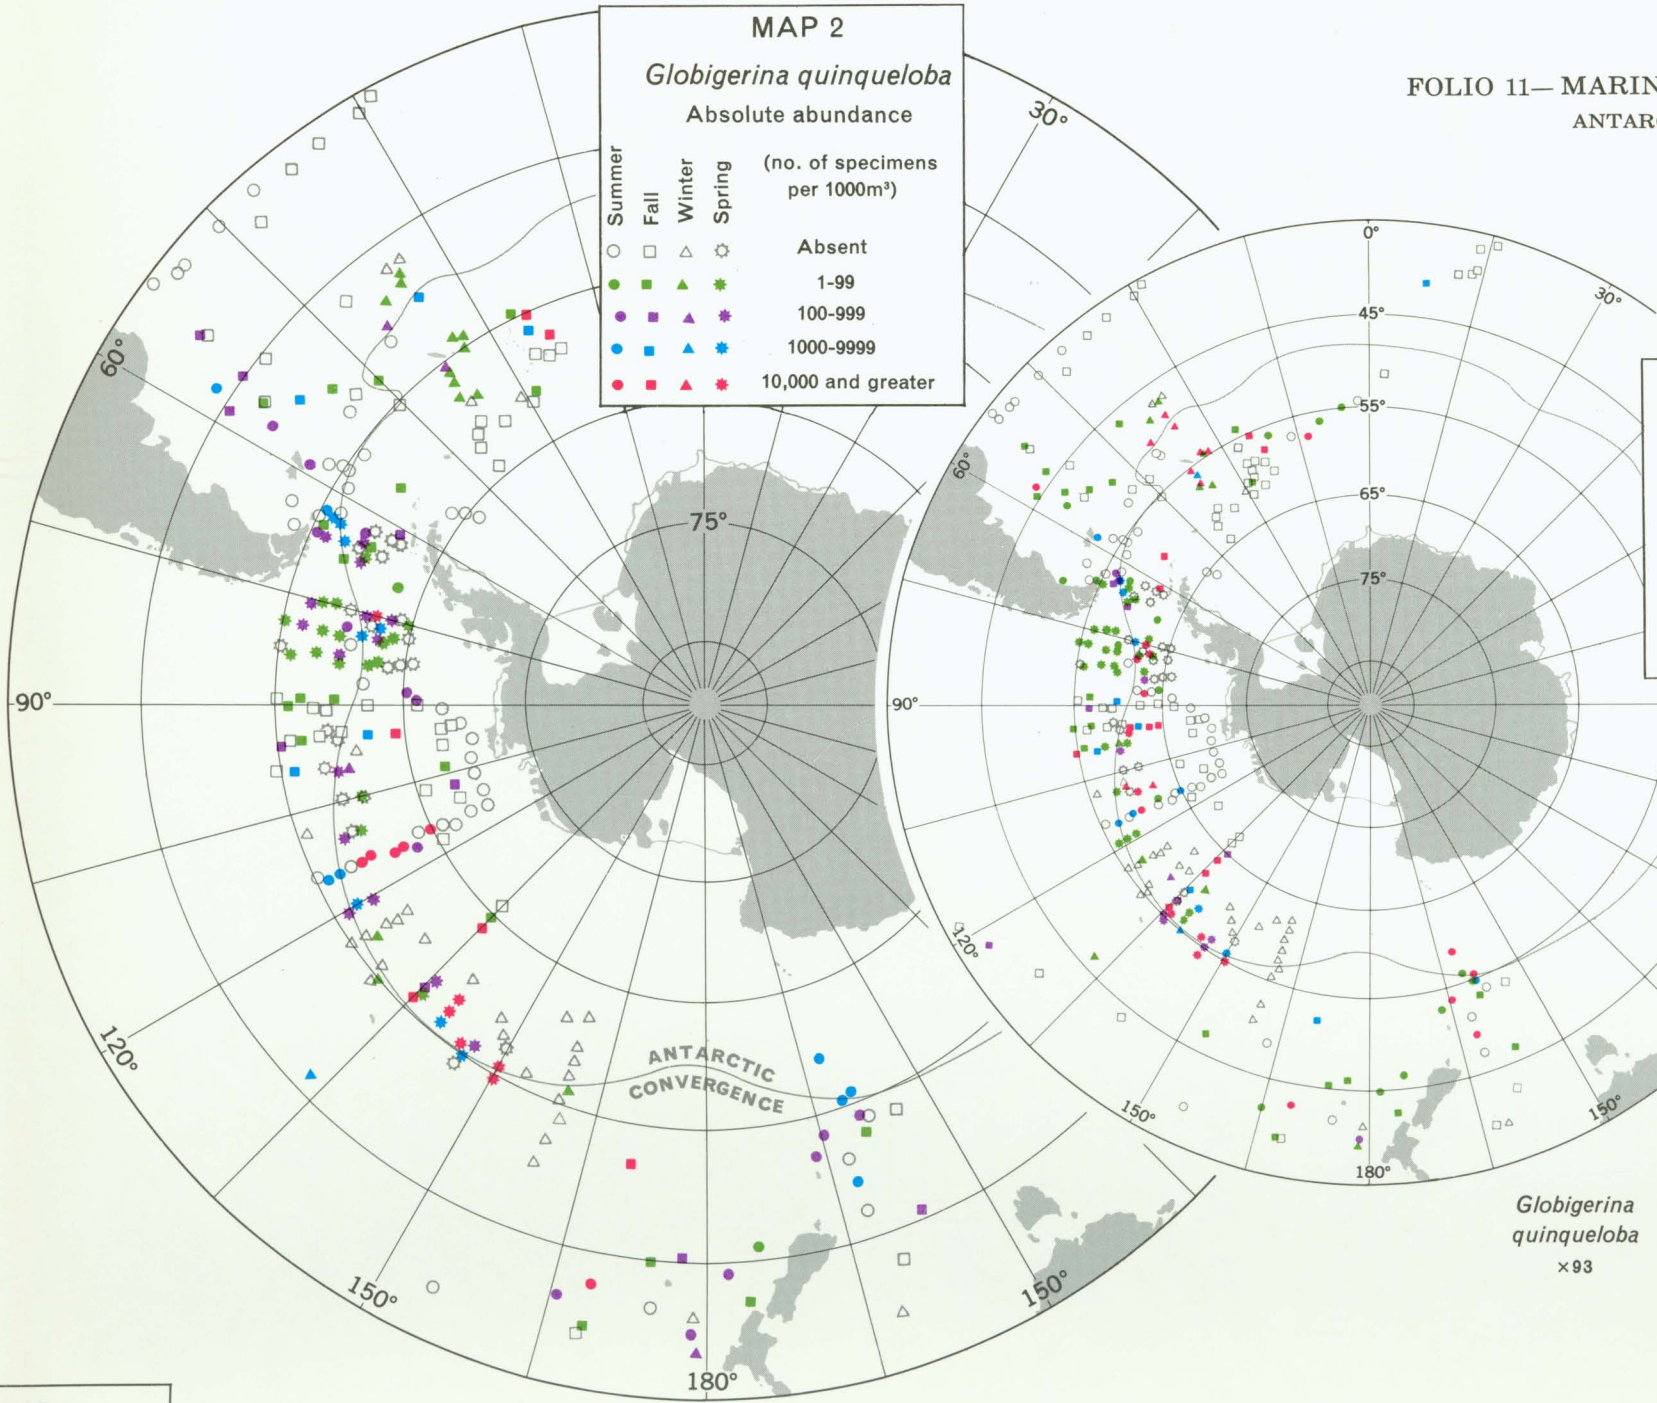 MAP 2
Globigerina quinqueloba
Absolute abundance
Summer
Fall
Winter
Spring
(no. of specimens
per 1000m³)
Absent
1-99
100-999
1000-9999
10,000 and greater
FOLIO 11— MARIN
ANTAR
30°
60°
75°
90°
120°
150°
180°
150°
ANTARCTIC
CONVERGENCE
0°
30°
45°
55°
60°
65°
75°
90°
120°
150°
180°
150°
Globigerina
quinqueloba
×93